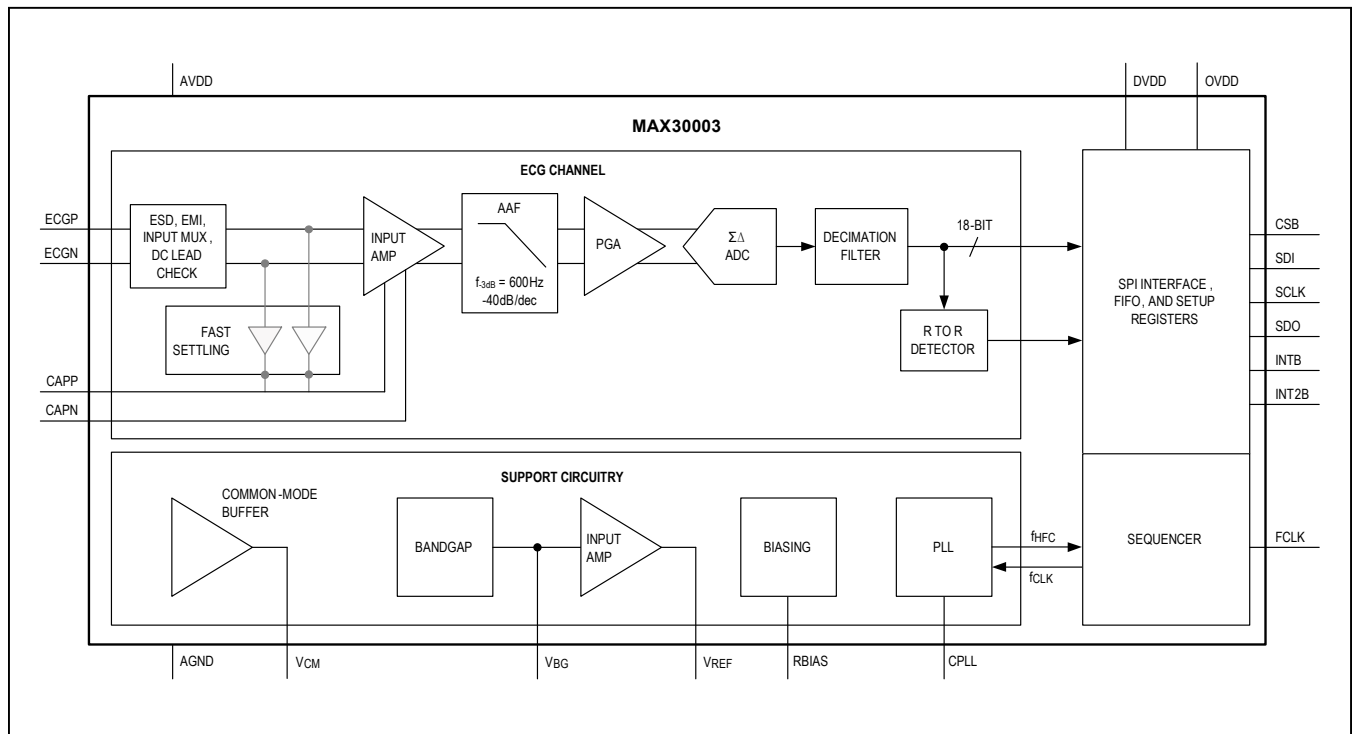 AVDD
DVDD
OVDD
MAX30003
ECG CHANNEL
ECGP
ECGN
ESD, EMI,
INPUT MUX ,
DC LEAD
CHECK
INPUT
AMP
AAF
f-3dB = 600Hz
-40dB/dec
PGA
ΣΔ
ADC
DECIMATION
FILTER
18-BIT
R TO R
DETECTOR
FAST
SETTLING
CAPP
CAPN
SPI INTERFACE ,
FIFO, AND SETUP
REGISTERS
CSB
SDI
SCLK
SDO
INTB
INT2B
SUPPORT CIRCUITRY
COMMON-MODE
BUFFER
BANDGAP
INPUT
AMP
BIASING
PLL
fHFC
fCLK
SEQUENCER
FCLK
AGND
VCM
VBG
VREF
RBIAS
CPLL